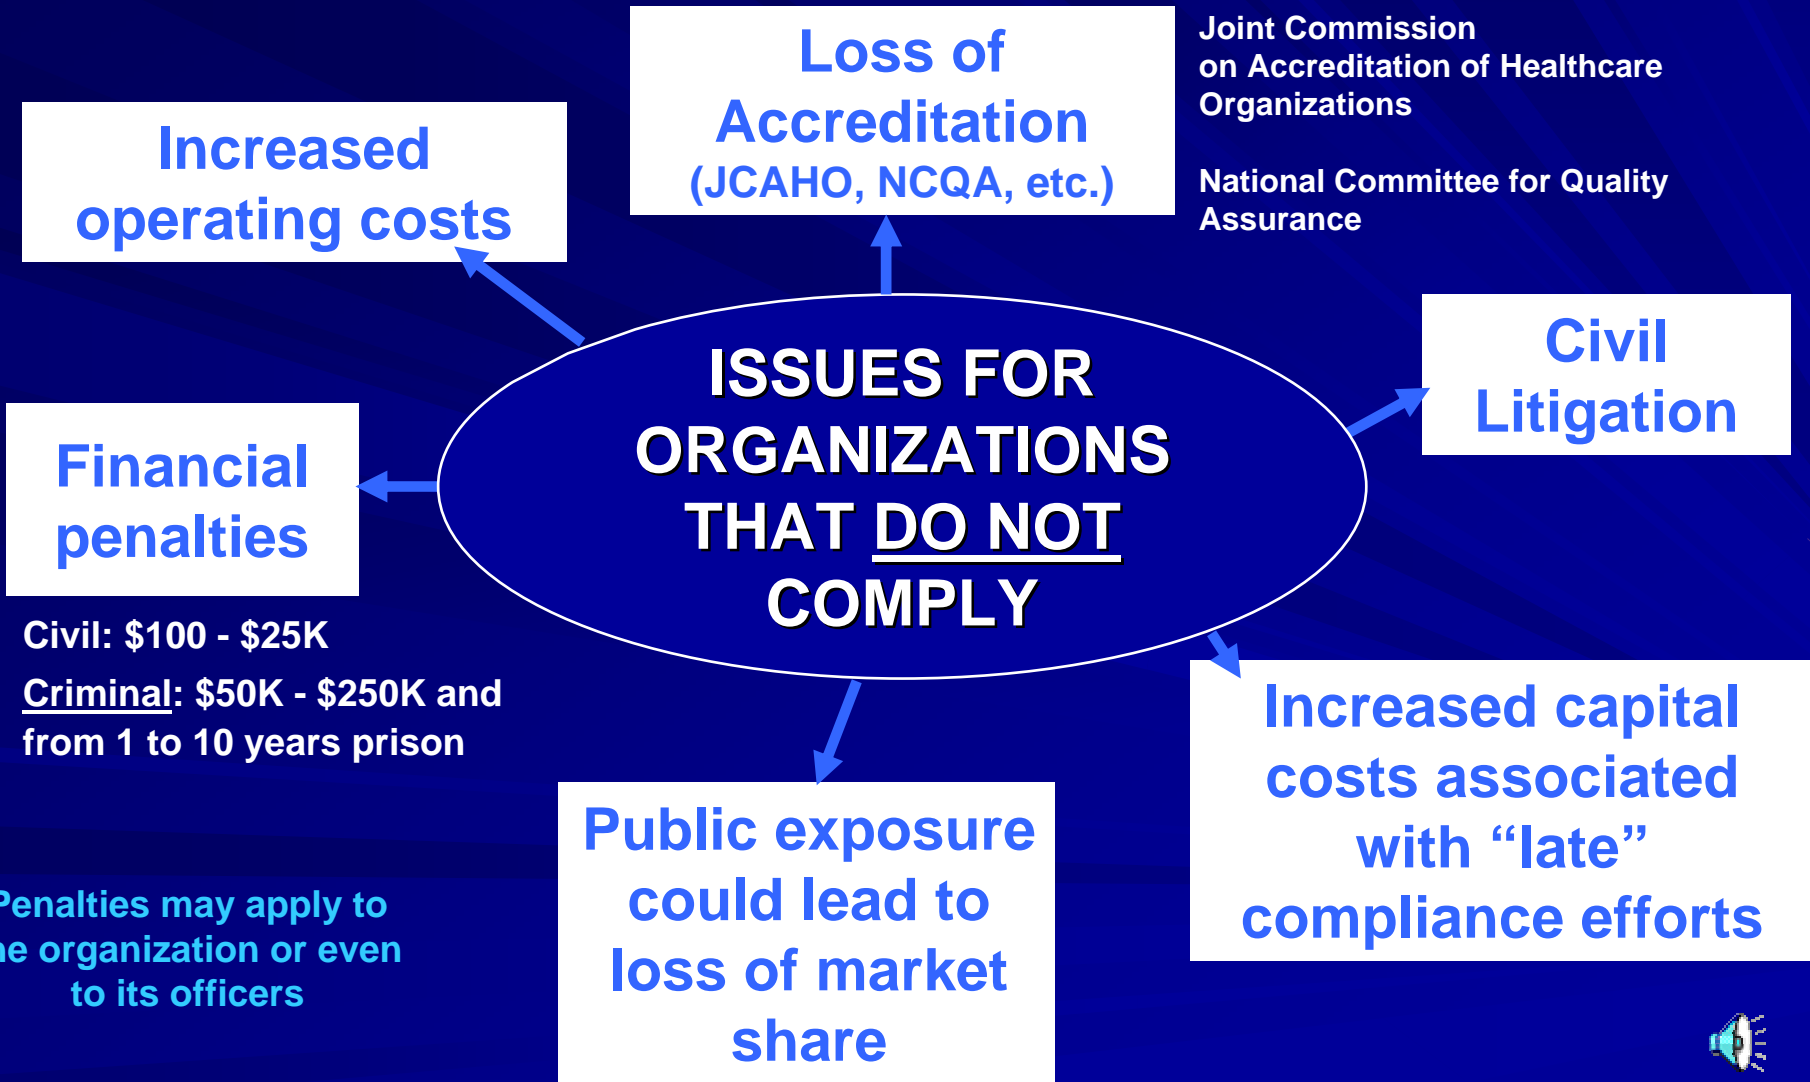 Loss of
Accreditation
(JCAHO, NCQA, etc.)
Joint Commission
on Accreditation of Healthcare
Organizations
National Committee for Quality
Assurance
Increased
operating costs
Civil
Litigation
ISSUES FOR
ORGANIZATIONS
THAT DO NOT
COMPLY
Financial
penalties
Civil: $100 - $25K
Criminal: $50K - $250K and
from 1 to 10 years prison
Increased capital
costs associated
with “late”
compliance efforts
Public exposure
could lead to
loss of market
share
Penalties may apply to
he organization or even
to its officers